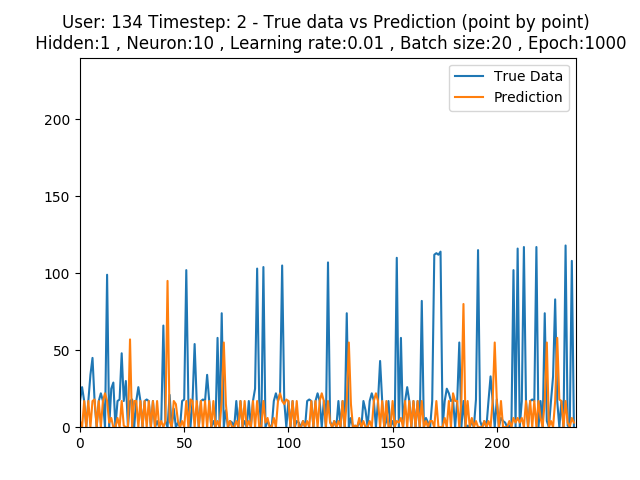 User: 134 Timestep: 2 - True data vs Prediction (point by point)
Hidden:1 , Neuron:10 , Learning rate:0.01 , Batch size:20 , Epoch:1000
True Data
Prediction
200
150
100
50
0
0 50 100 150 200